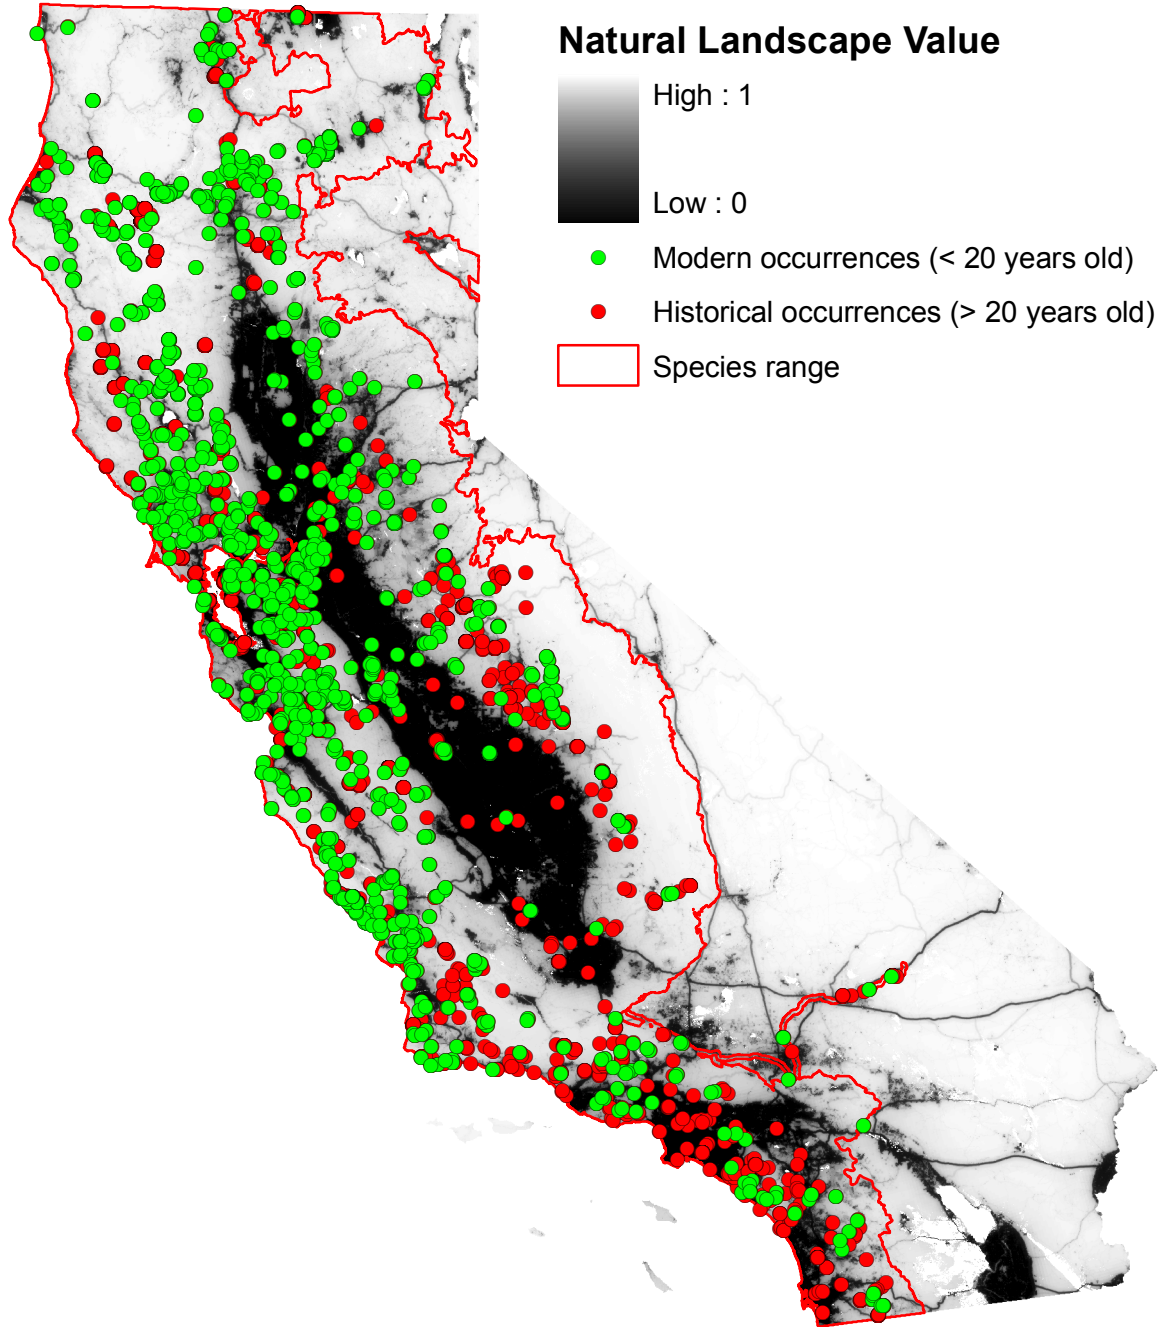 Natural Landscape Value
High : 1
Low : 0
Modern occurrences (< 20 years old)
Historical occurrences (> 20 years old)
Species range